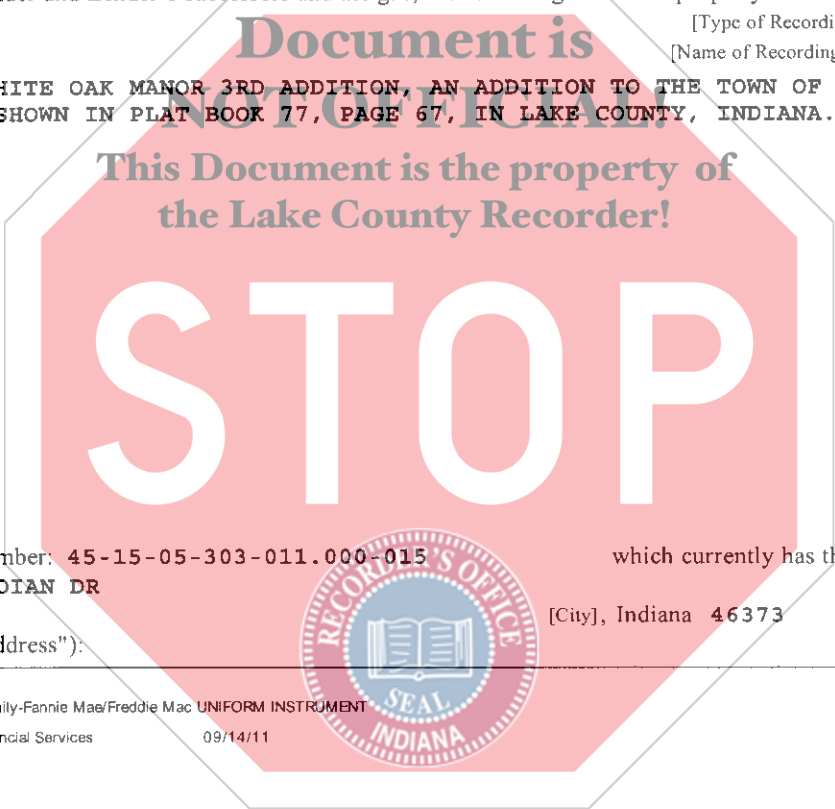 [Type of Recordi
Document is
[Name of Recording
HITE OAK MANOR 3RD ADDITION, AN ADDITION TO THE TOWN OF
NOT OFFICIAL!
SHOWN IN PLAT BOOK 77, PAGE 67, IN LAKE COUNTY, INDIANA.
This Document is the property of
the Lake County Recorder!
STOP
mber: 45-15-05-303-011.000-015 which currently has th
DIAN DR
[City], Indiana 46373
ddress"):
RECORDER'S OFFICE
SEAL
INDIANA
ily-Fannie Mae/Freddie Mac UNIFORM INSTRUMENT
ncial Services 09/14/11